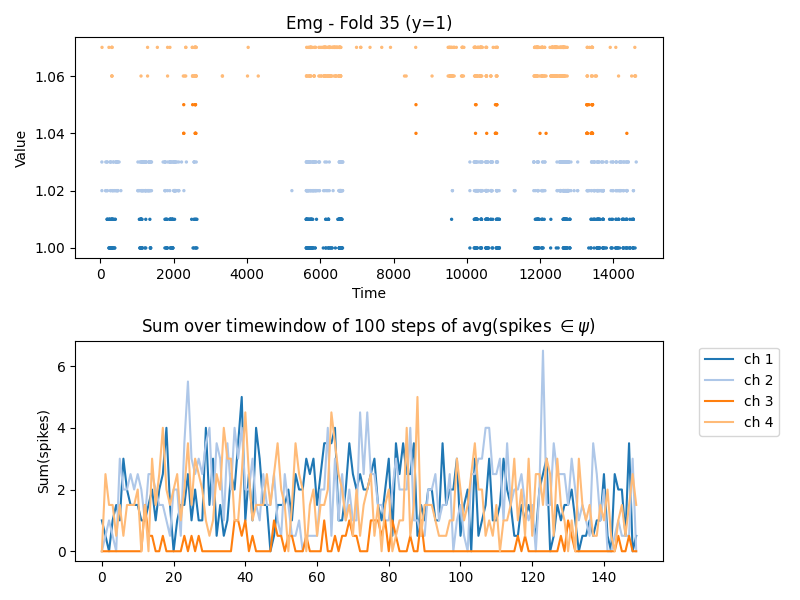 Emg - Fold 35 (y=1)
Value
1.06
1.04
1.02
1.00
0 2000 4000 6000 8000 10000 12000 14000
Time
Sum over timewindow of 100 steps of avg(spikes ∈ψ)
Sum(spikes)
6
4
2
0
0 20 40 60 80 100 120 140
ch 1
ch 2
ch 3
ch 4